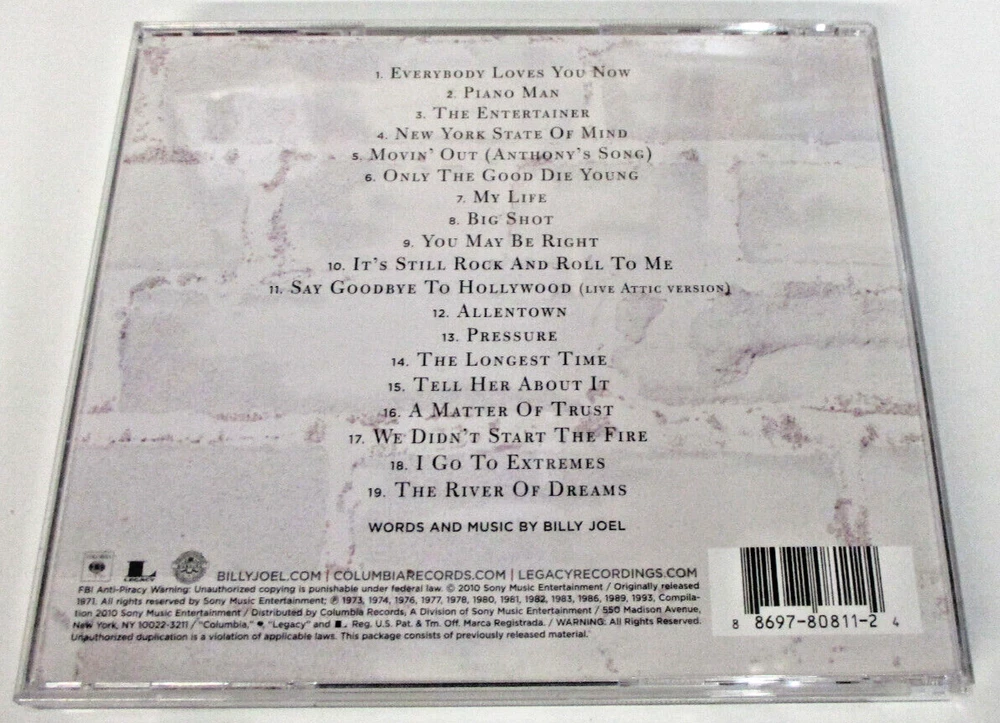 1. Everybody Loves You Now
2. Piano Man
3. The Entertainer
4. New York State Of Mind
5. Movin' Out (Anthony's Song)
6. Only The Good Die Young
7. My Life
8. Big Shot
9. You May Be Right
10. It's Still Rock And Roll To Me
11. Say Goodbye To Hollywood (live Attic version)
12. Allentown
13. Pressure
14. The Longest Time
15. Tell Her About It
16. A Matter Of Trust
17. We Didn't Start The Fire
18. I Go To Extremes
19. The River Of Dreams
WORDS AND MUSIC BY BILLY JOEL
LEGACY
BILLYJOEL.COM | COLUMBIARECORDS.COM | LEGACYRECORDINGS.COM
FBI Anti-Piracy Warning: Unauthorized copying is punishable under federal law. © 2010 Sony Music Entertainment / Originally released
1971. All rights reserved by Sony Music Entertainment; ℗ 1973, 1974, 1976, 1977, 1978, 1980, 1981, 1982, 1983, 1986, 1989, 1993, Compila-
tion 2010 Sony Music Entertainment / Distributed by Columbia Records, A Division of Sony Music Entertainment / 550 Madison Avenue,
New York, NY 10022-3211 / "Columbia," , "Legacy" and L Reg. U.S. Pat. & Tm. Off. Marca Registrada. / WARNING: All Rights Reserved.
Unauthorized duplication is a violation of applicable laws. This package consists of previously released material.
8 8697-80811-2 4